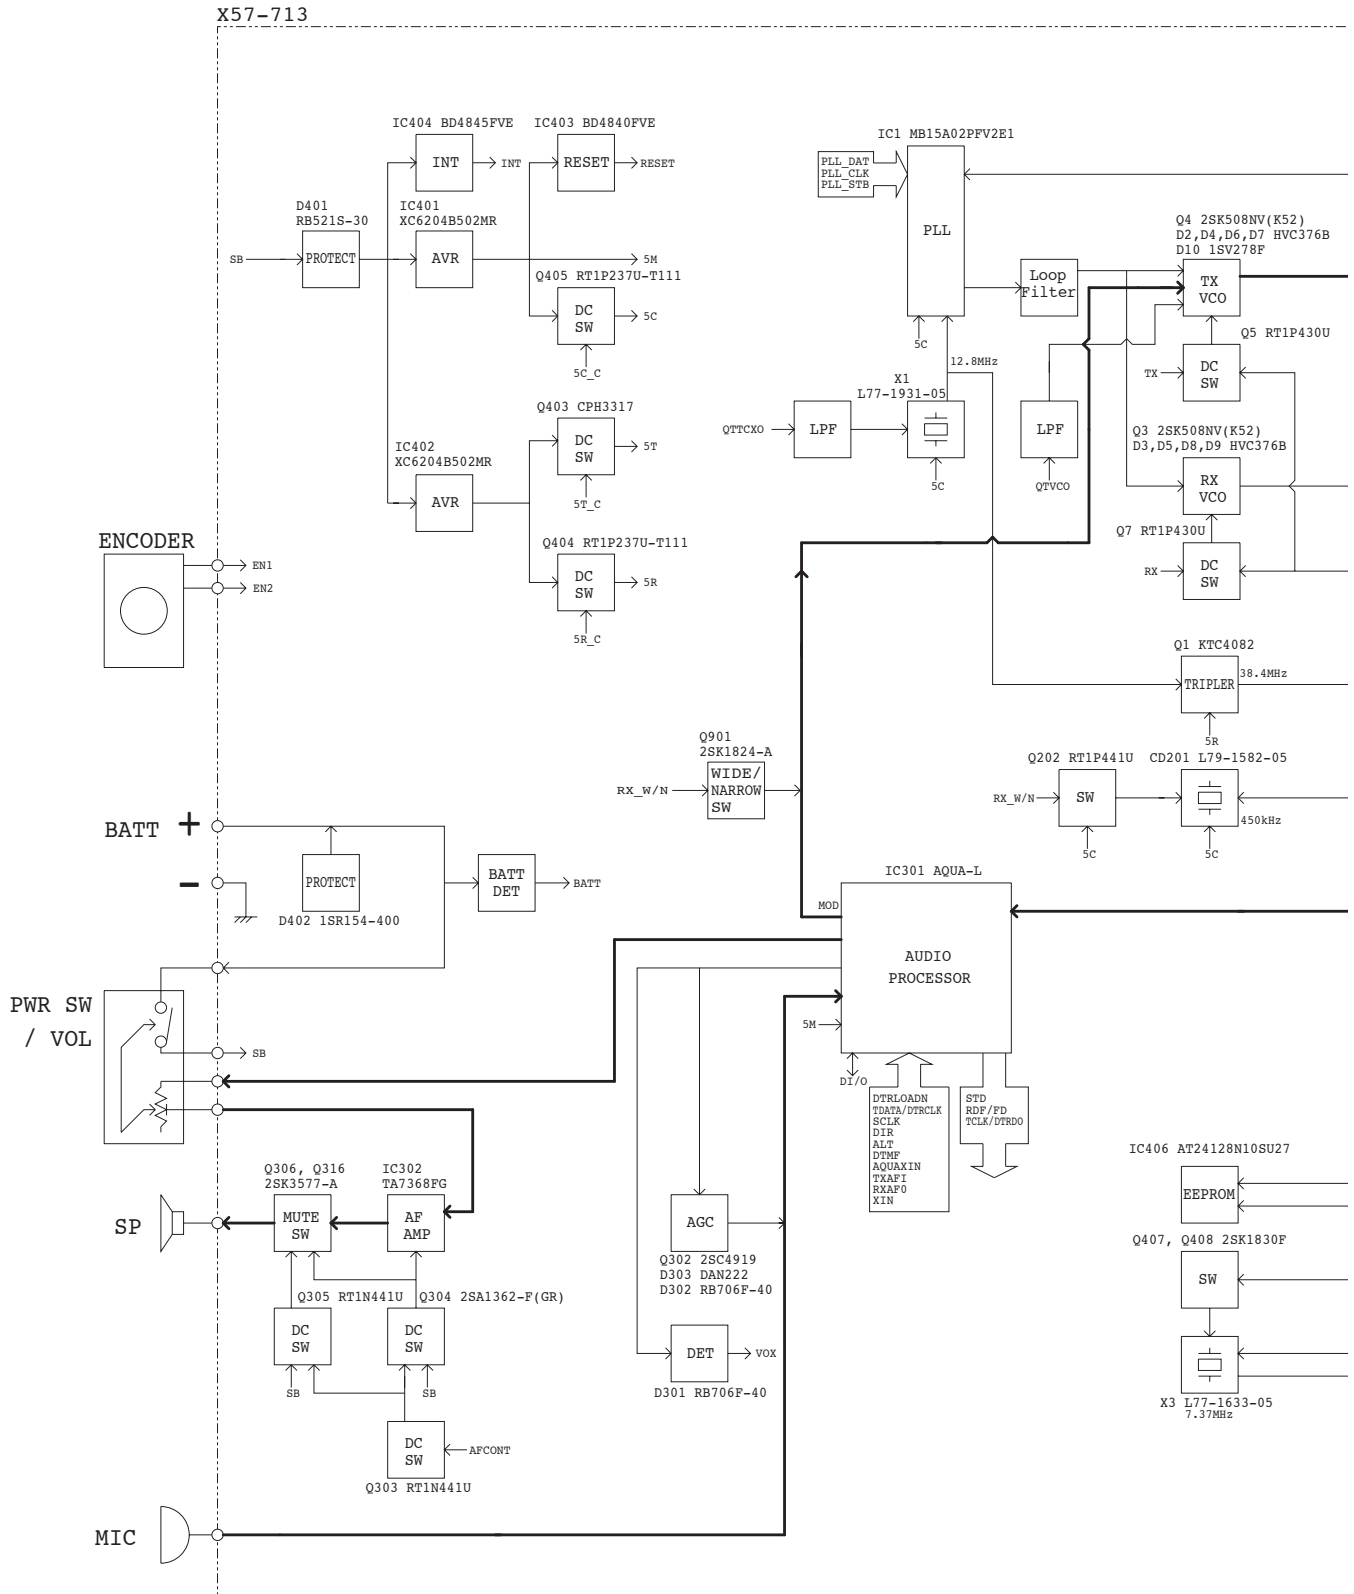 X57-713
IC404 BD4845FVE
INT
INT
IC403 BD4840FVE
RESET
RESET
D401
RB521S-30
SB
PROTECT
IC401
XC6204B502MR
AVR
5M
Q405 RT1P237U-T111
DC
SW
5C
5C_C
Q403 CPH3317
DC
SW
5T
5T_C
IC402
XC6204B502MR
AVR
Q404 RT1P237U-T111
DC
SW
5R
5R_C
IC1 MB15A02PFV2E1
PLL_DAT
PLL_CLK
PLL_STB
PLL
5C
12.8MHz
Loop
Filter
Q4 2SK508NV(K52)
D2,D4,D6,D7 HVC376B
D10 1SV278F
TX
VCO
Q5 RT1P430U
TX
DC
SW
X1
L77-1931-05
QTTCXO
LPF
5C
LPF
QTVCO
Q3 2SK508NV(K52)
D3,D5,D8,D9 HVC376B
RX
VCO
Q7 RT1P430U
RX
DC
SW
ENCODER
EN1
EN2
Q1 KTC4082
TRIPLER
38.4MHz
5R
Q901
2SK1824-A
RX_W/N
WIDE/
NARROW
SW
Q202 RT1P441U
RX_W/N
SW
5C
CD201 L79-1582-05
450kHz
5C
BATT +
-
PROTECT
D402 1SR154-400
BATT
DET
BATT
IC301 AQUA-L
MOD
AUDIO
PROCESSOR
5M
DI/O
DTRLOADN
TDATA/DTRCLK
SCLK
DIR
ALT
DTMF
AQUAXIN
TXAFI
RXAFO
XIN
STD
RDF/FD
TCLK/DTRDO
PWR SW
/ VOL
SB
Q306, Q316
2SK3577-A
MUTE
SW
IC302
TA7368FG
AF
AMP
SP
Q305 RT1N441U
DC
SW
SB
Q304 2SA1362-F(GR)
DC
SW
SB
DC
SW
AFCONT
Q303 RT1N441U
AGC
Q302 2SC4919
D303 DAN222
D302 RB706F-40
DET
VOX
D301 RB706F-40
IC406 AT24128N10SU27
EEPROM
Q407, Q408 2SK1830F
SW
X3 L77-1633-05
7.37MHz
MIC